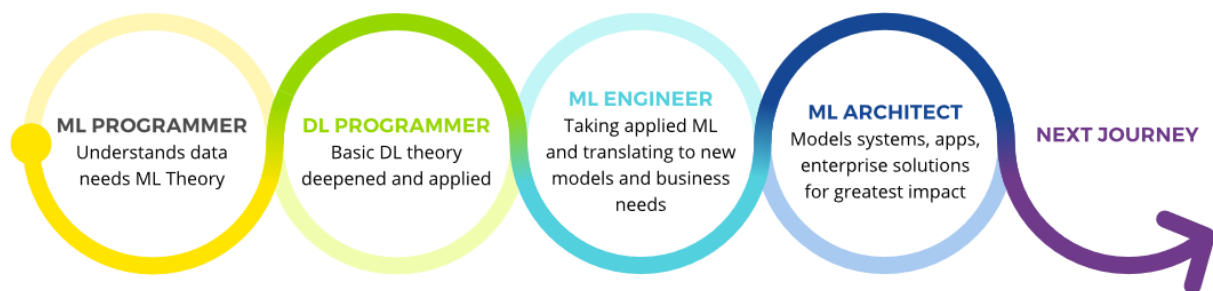 ML PROGRAMMER
Understands data
needs ML Theory
DL PROGRAMMER
Basic DL theory
deepened and applied
ML ENGINEER
Taking applied ML
and translating to new
models and business
needs
ML ARCHITECT
Models systems, apps,
enterprise solutions
for greatest impact
NEXT JOURNEY